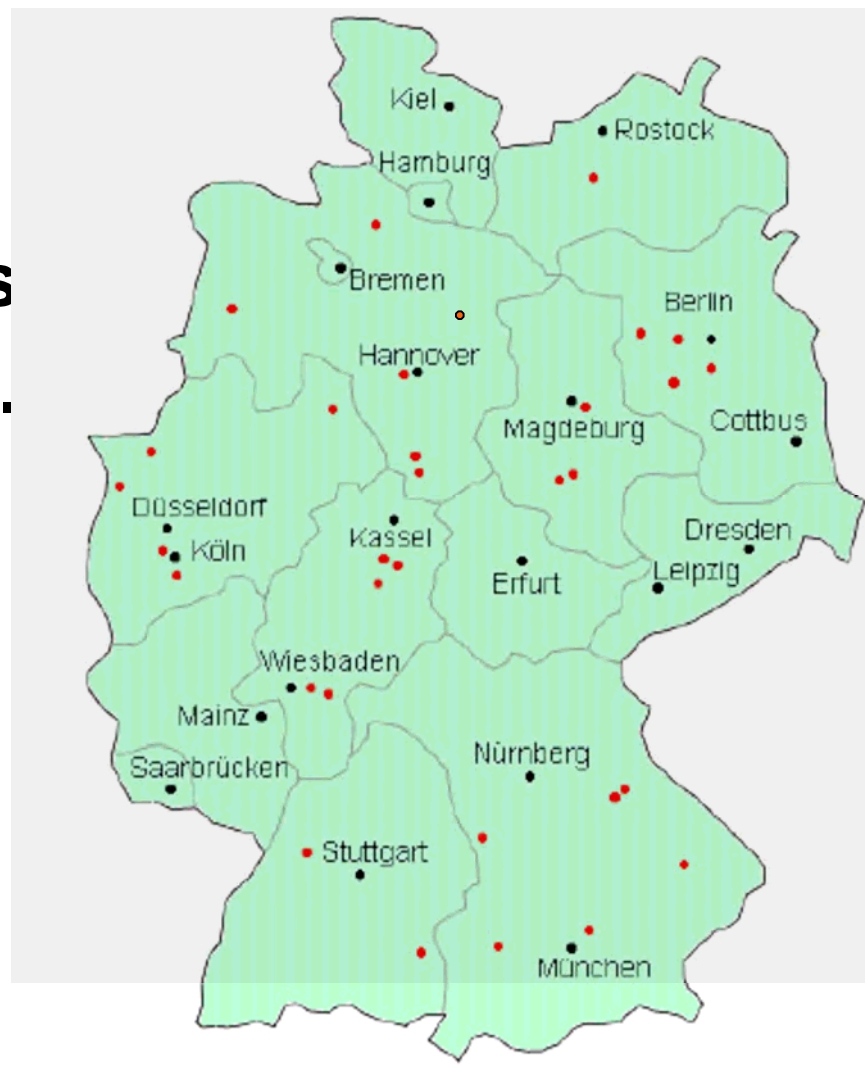 Kiel
Rostock
Hamburg
s
Bremen
Berlin
Hannover
.
Cottbus
Magdeburg
Düsseldorf
Dresden
Kassel
Köln
Leipzig
Erfurt
Wiesbaden
Mainz
Nürnberg
Saarbrücken
Stuttgart
München